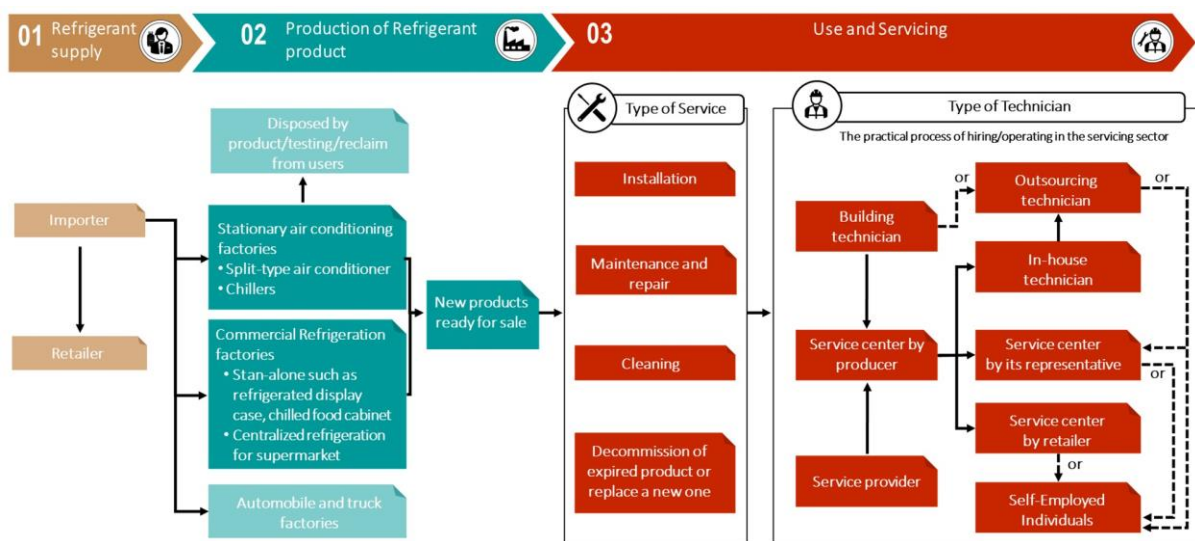 01
Refrigerant
supply
02
Production of Refrigerant
product
03
Use and Servicing
Type of Service
Type of Technician
The practical process of hiring/operating in the servicing sector
Disposed by
product/testing/reclaim
from users
Importer
Retailer
Stationary air conditioning
factories
• Split-type air conditioner
• Chillers
Commercial Refrigeration
factories
• Stan-alone such as
refrigerated display
case, chilled food cabinet
• Centralized refrigeration
for supermarket
Automobile and truck
factories
New products
ready for sale
Installation
Maintenance and
repair
Cleaning
Decommission of
expired product or
replace a new one
Building
technician
or
Outsourcing
technician
or
In-house
technician
Service center by
producer
Service center
by its representative
or
Service center
by retailer
or
Service provider
Self-Employed
Individuals